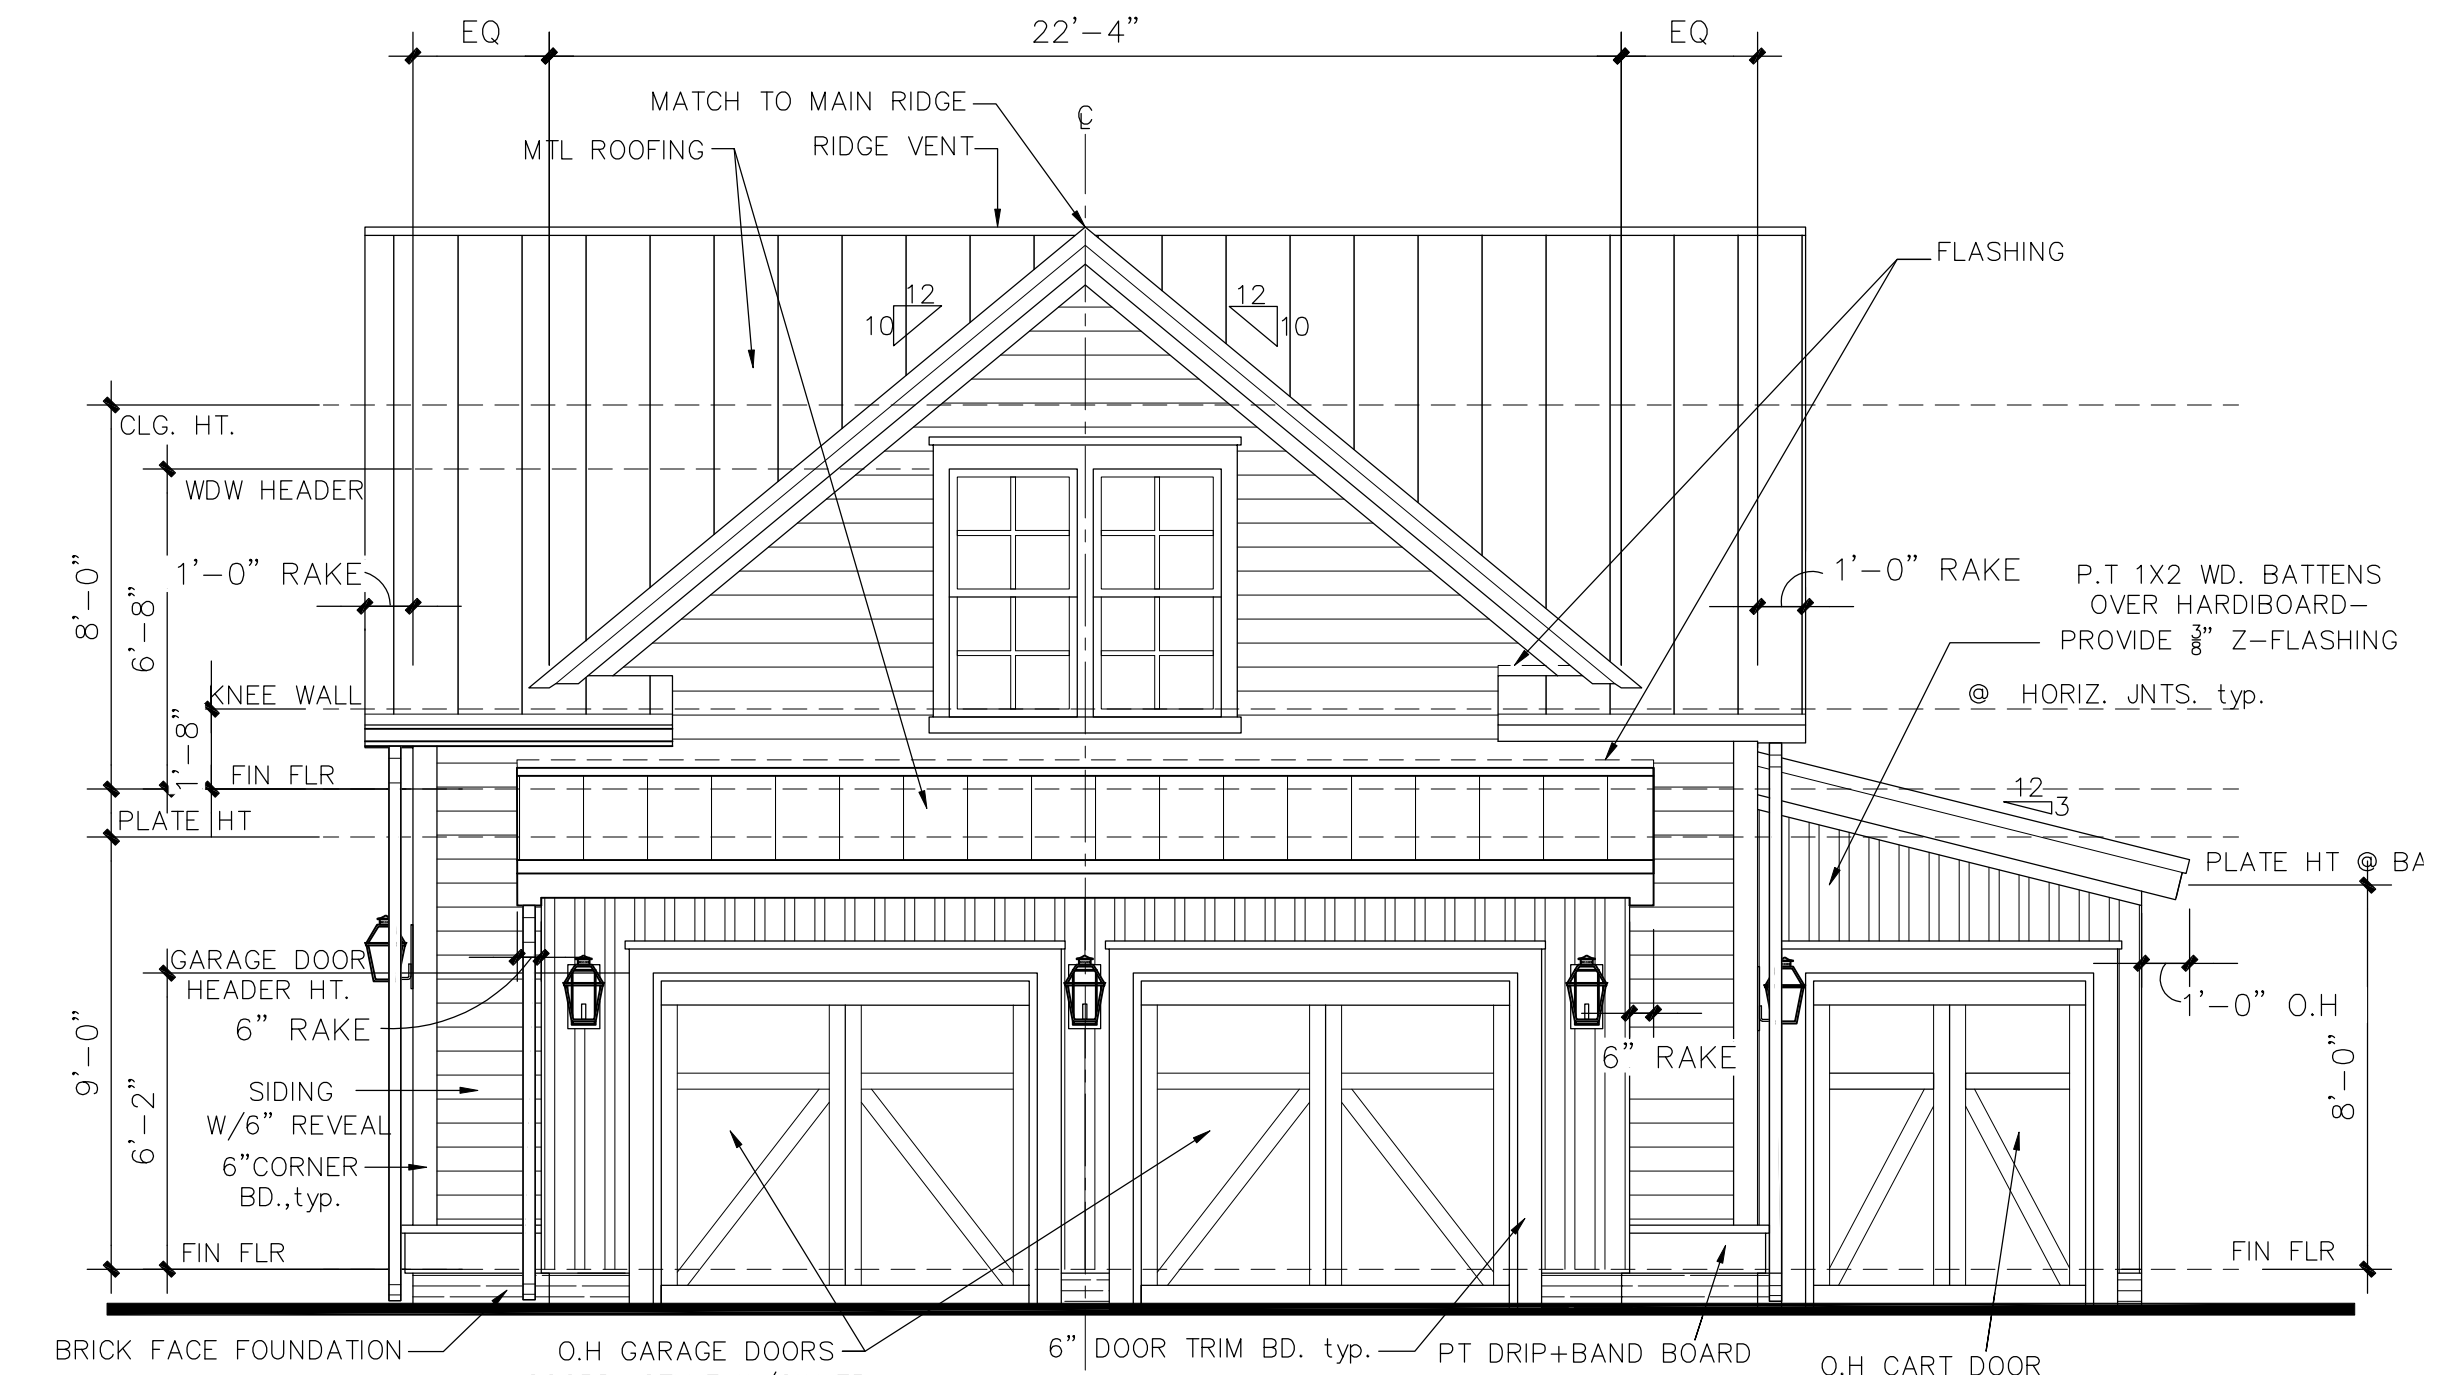 EQ
22'-4"
EQ
MATCH TO MAIN RIDGE
℄
MTL ROOFING
RIDGE VENT
FLASHING
12
10
12
10
CLG. HT.
WDW HEADER
8'-0"
6'-8"
1'-0" RAKE
1'-0" RAKE
P.T 1X2 WD. BATTENS
OVER HARDIBOARD-
PROVIDE ⅜" Z-FLASHING
@ HORIZ. JNTS. typ.
KNEE WALL
1'-8"
FIN FLR
PLATE HT
12
3
PLATE HT @ BA
GARAGE DOOR
HEADER HT.
6" RAKE
6" RAKE
1'-0" O.H
9'-0"
6'-2"
8'-0"
SIDING
W/6" REVEAL
6"CORNER
BD.,typ.
FIN FLR
FIN FLR
BRICK FACE FOUNDATION
O.H GARAGE DOORS
6" DOOR TRIM BD. typ.
PT DRIP+BAND BOARD
O.H CART DOOR